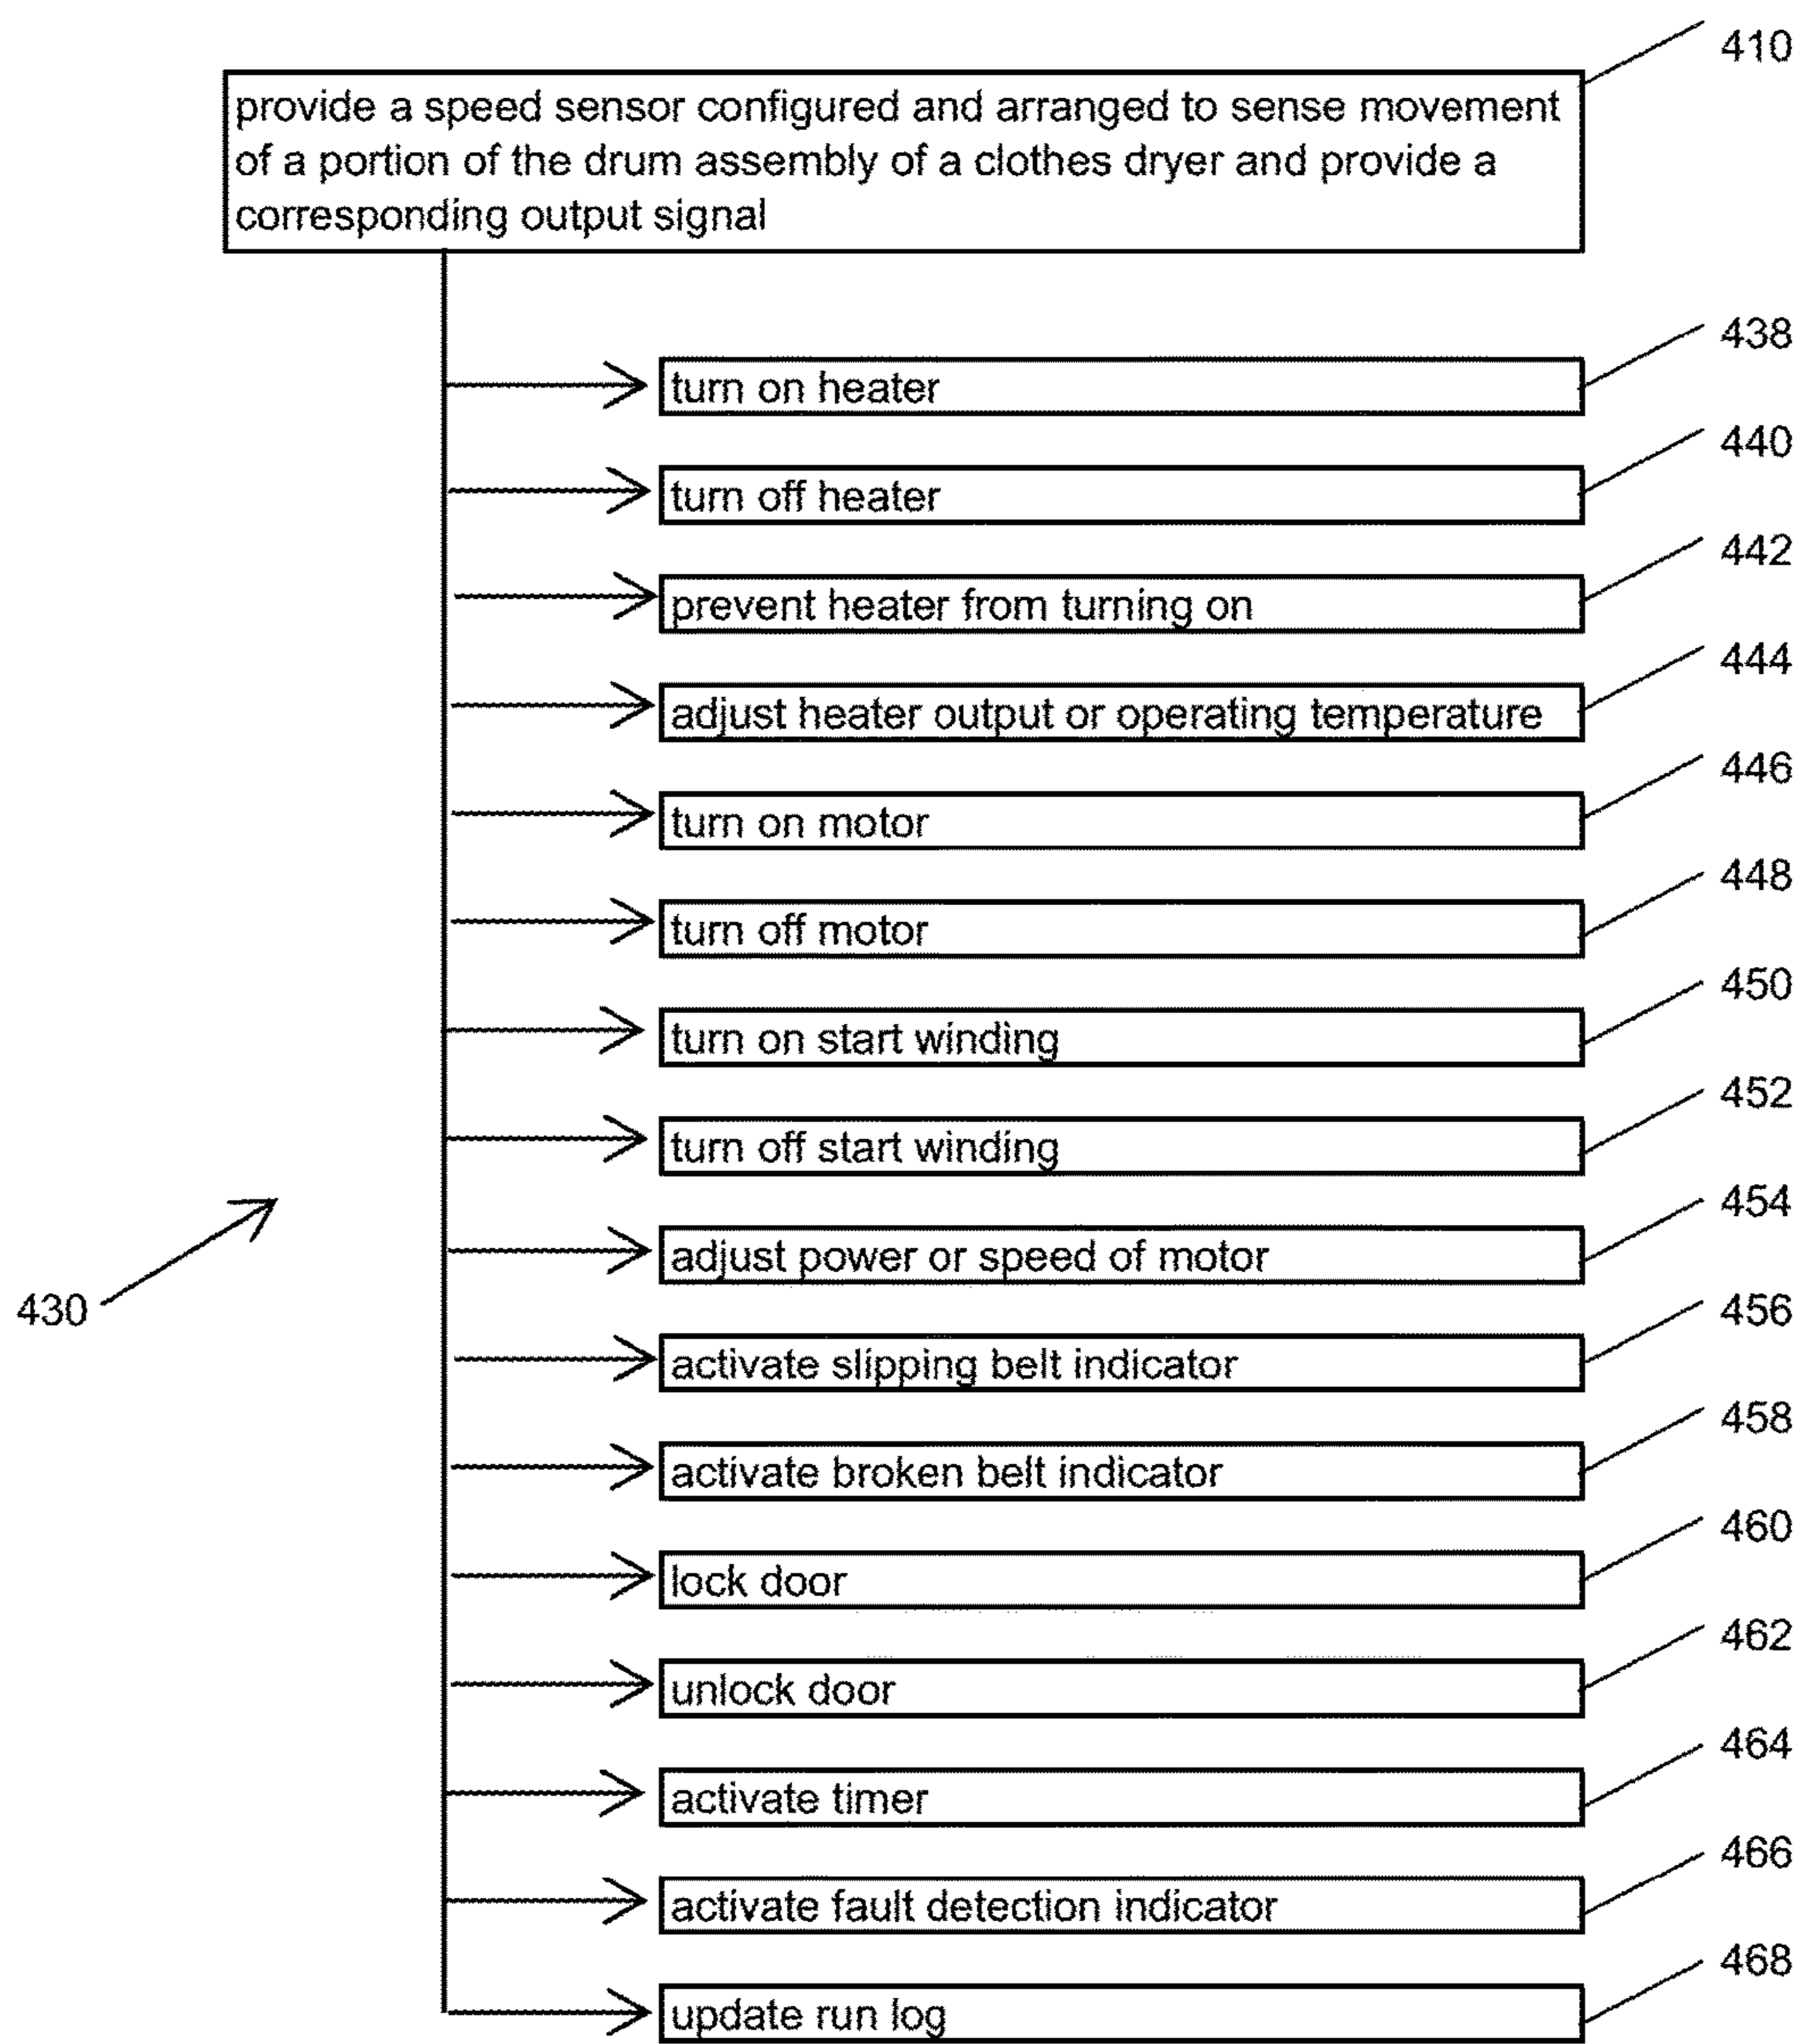 410
provide a speed sensor configured and arranged to sense movement
of a portion of the drum assembly of a clothes dryer and provide a
corresponding output signal
438
turn on heater
440
turn off heater
442
prevent heater from turning on
444
adjust heater output or operating temperature
446
turn on motor
448
turn off motor
450
turn on start winding
452
turn off start winding
454
adjust power or speed of motor
430
456
activate slipping belt indicator
458
activate broken belt indicator
460
lock door
462
unlock door
464
activate timer
466
activate fault detection indicator
468
update run log